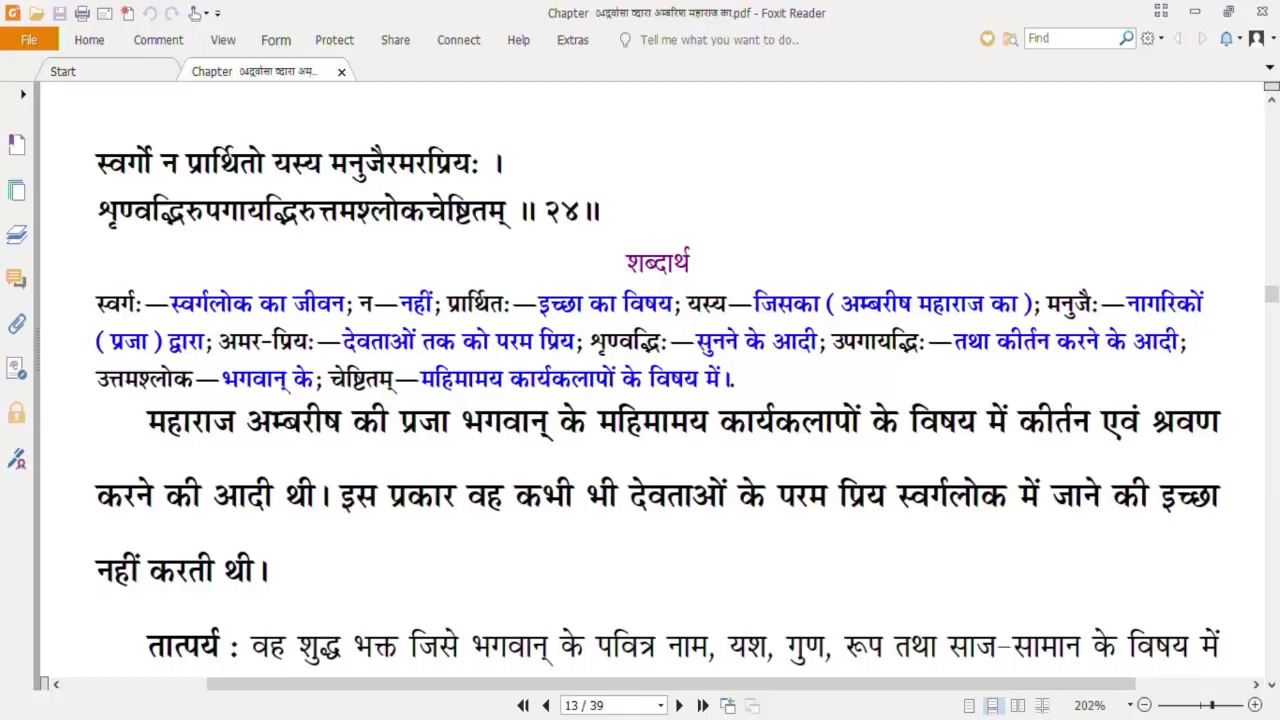 Chapter 04दुर्वासा द्वारा अम्बरिश महाराज का.pdf - Foxit Reader
File Home Comment View Form Protect Share Connect Help Extras Tell me what you want to do.. Find
Start Chapter 04दुर्वासा द्वारा अम्...
स्वर्गो न प्रार्थितो यस्य मनुजैरमरप्रियः ।
शृण्वद्भिरुपगायद्भिरुत्तमश्लोकचेष्टितम् ॥ २४॥
शब्दार्थ
स्वर्गः—स्वर्गलोक का जीवन; न—नहीं; प्रार्थितः—इच्छा का विषय; यस्य—जिसका ( अम्बरीष महाराज का ); मनुजैः—नागरिकों
( प्रजा ) द्वारा; अमर-प्रियः—देवताओं तक को परम प्रिय; शृण्वद्भिः—सुनने के आदी; उपगायद्भिः—तथा कीर्तन करने के आदी;
उत्तमश्लोक—भगवान् के; चेष्टितम्—महिमामय कार्यकलापों के विषय में।.
महाराज अम्बरीष की प्रजा भगवान् के महिमामय कार्यकलापों के विषय में कीर्तन एवं श्रवण
करने की आदी थी। इस प्रकार वह कभी भी देवताओं के परम प्रिय स्वर्गलोक में जाने की इच्छा
नहीं करती थी।
तात्पर्य : वह शुद्ध भक्त जिसे भगवान् के पवित्र नाम, यश, गुण, रूप तथा साज-सामान के विषय में
13 / 39 202%